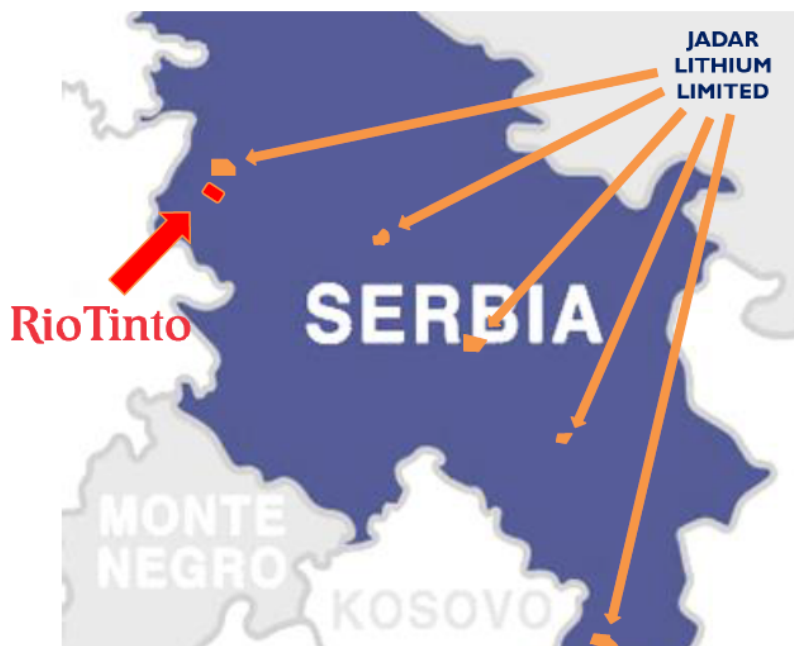 JADAR
LITHIUM
LIMITED
SERBIA
RioTinto
MONTE
NEGRO
KOSOVO